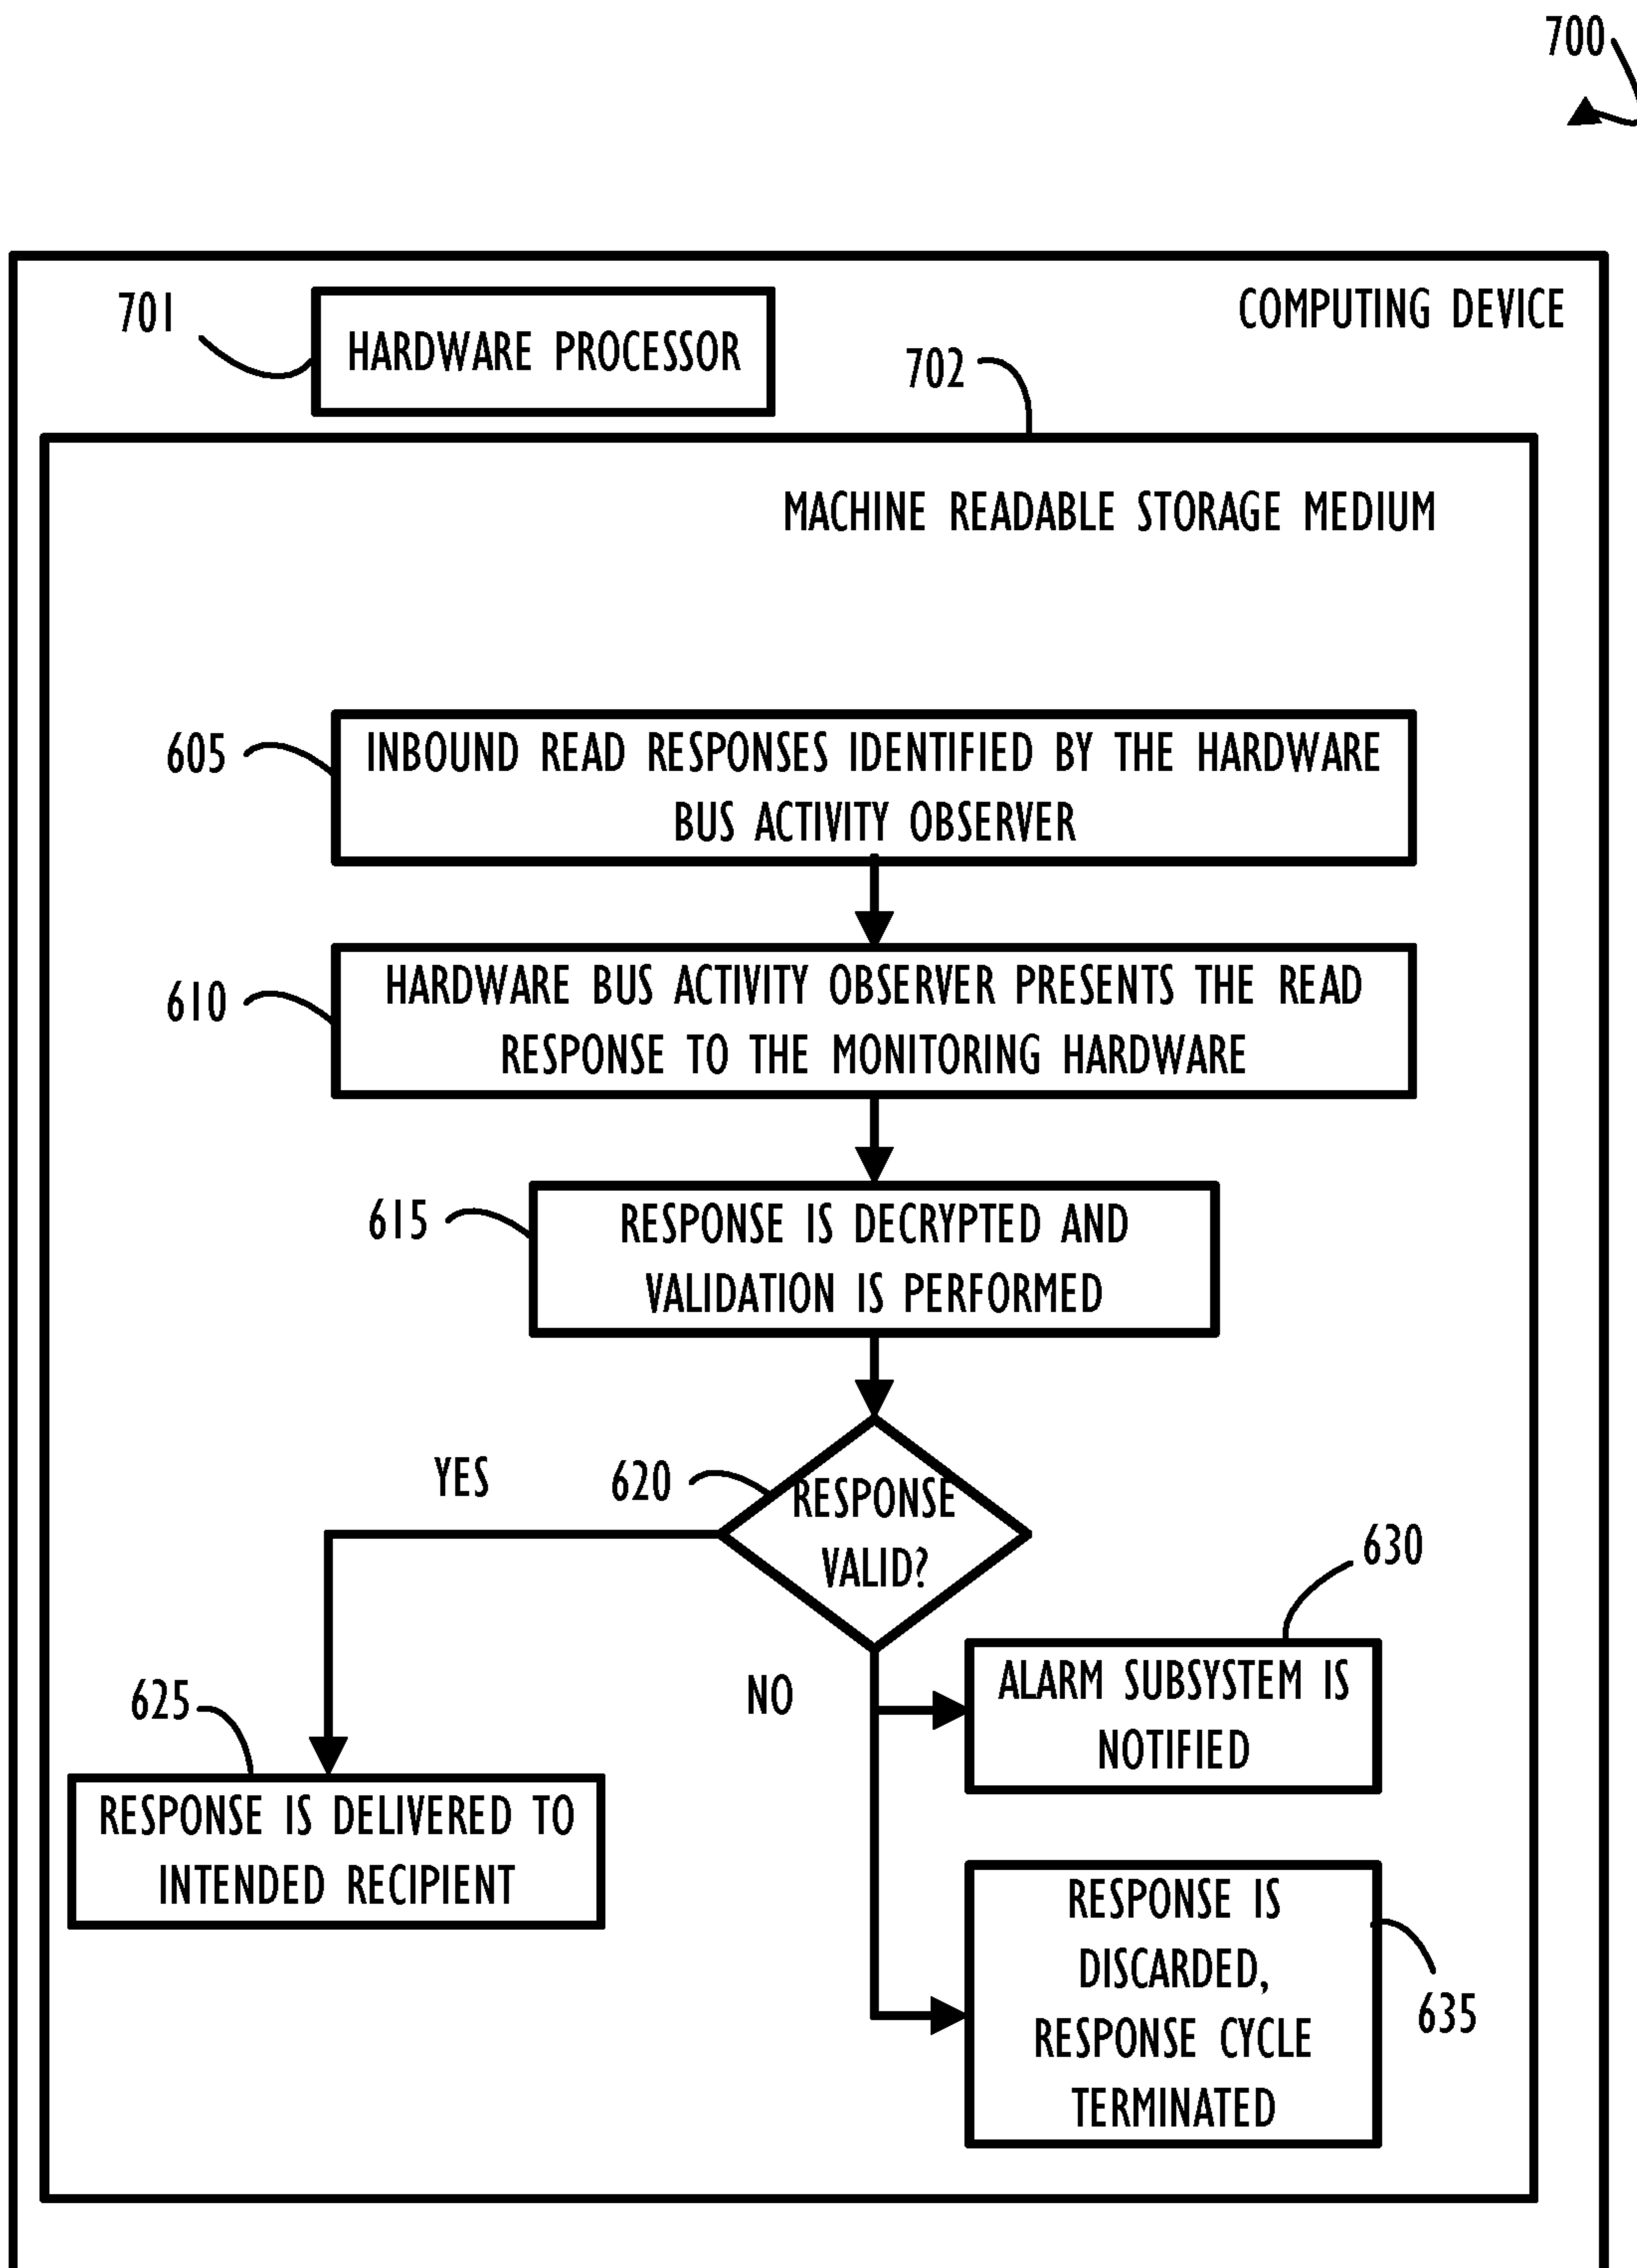 700
COMPUTING DEVICE
701
HARDWARE PROCESSOR
702
MACHINE READABLE STORAGE MEDIUM
605
INBOUND READ RESPONSES IDENTIFIED BY THE HARDWARE
BUS ACTIVITY OBSERVER
610
HARDWARE BUS ACTIVITY OBSERVER PRESENTS THE READ
RESPONSE TO THE MONITORING HARDWARE
615
RESPONSE IS DECRYPTED AND
VALIDATION IS PERFORMED
YES
620
RESPONSE
VALID?
NO
630
ALARM SUBSYSTEM IS
NOTIFIED
625
RESPONSE IS DELIVERED TO
INTENDED RECIPIENT
RESPONSE IS
DISCARDED,
RESPONSE CYCLE
TERMINATED
635